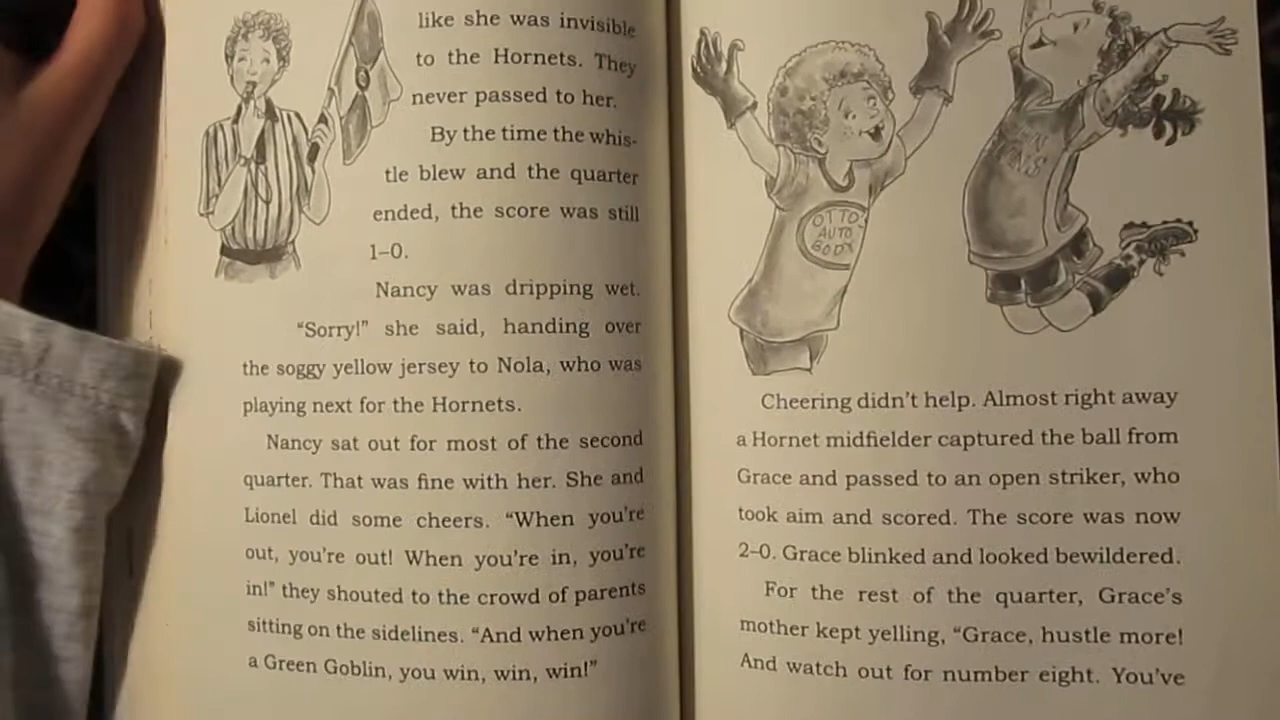 like she was invisible
to the Hornets. They
never passed to her.
By the time the whis-
tle blew and the quarter
ended, the score was still
1–0.
Nancy was dripping wet.
“Sorry!” she said, handing over
the soggy yellow jersey to Nola, who was
playing next for the Hornets.
Nancy sat out for most of the second
quarter. That was fine with her. She and
Lionel did some cheers. “When you’re
out, you’re out! When you’re in, you’re
in!” they shouted to the crowd of parents
sitting on the sidelines. “And when you’re
a Green Goblin, you win, win, win!”
OTTO
AUTO
BODY
Cheering didn’t help. Almost right away
a Hornet midfielder captured the ball from
Grace and passed to an open striker, who
took aim and scored. The score was now
2–0. Grace blinked and looked bewildered.
For the rest of the quarter, Grace’s
mother kept yelling, “Grace, hustle more!
And watch out for number eight. You’ve